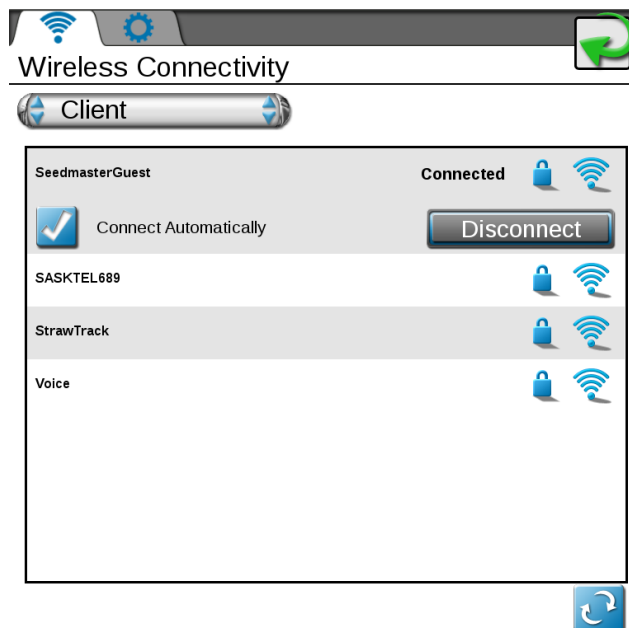 Wireless Connectivity
Client
SeedmasterGuest Connected
Connect Automatically Disconnect
SASKTEL689
StrawTrack
Voice